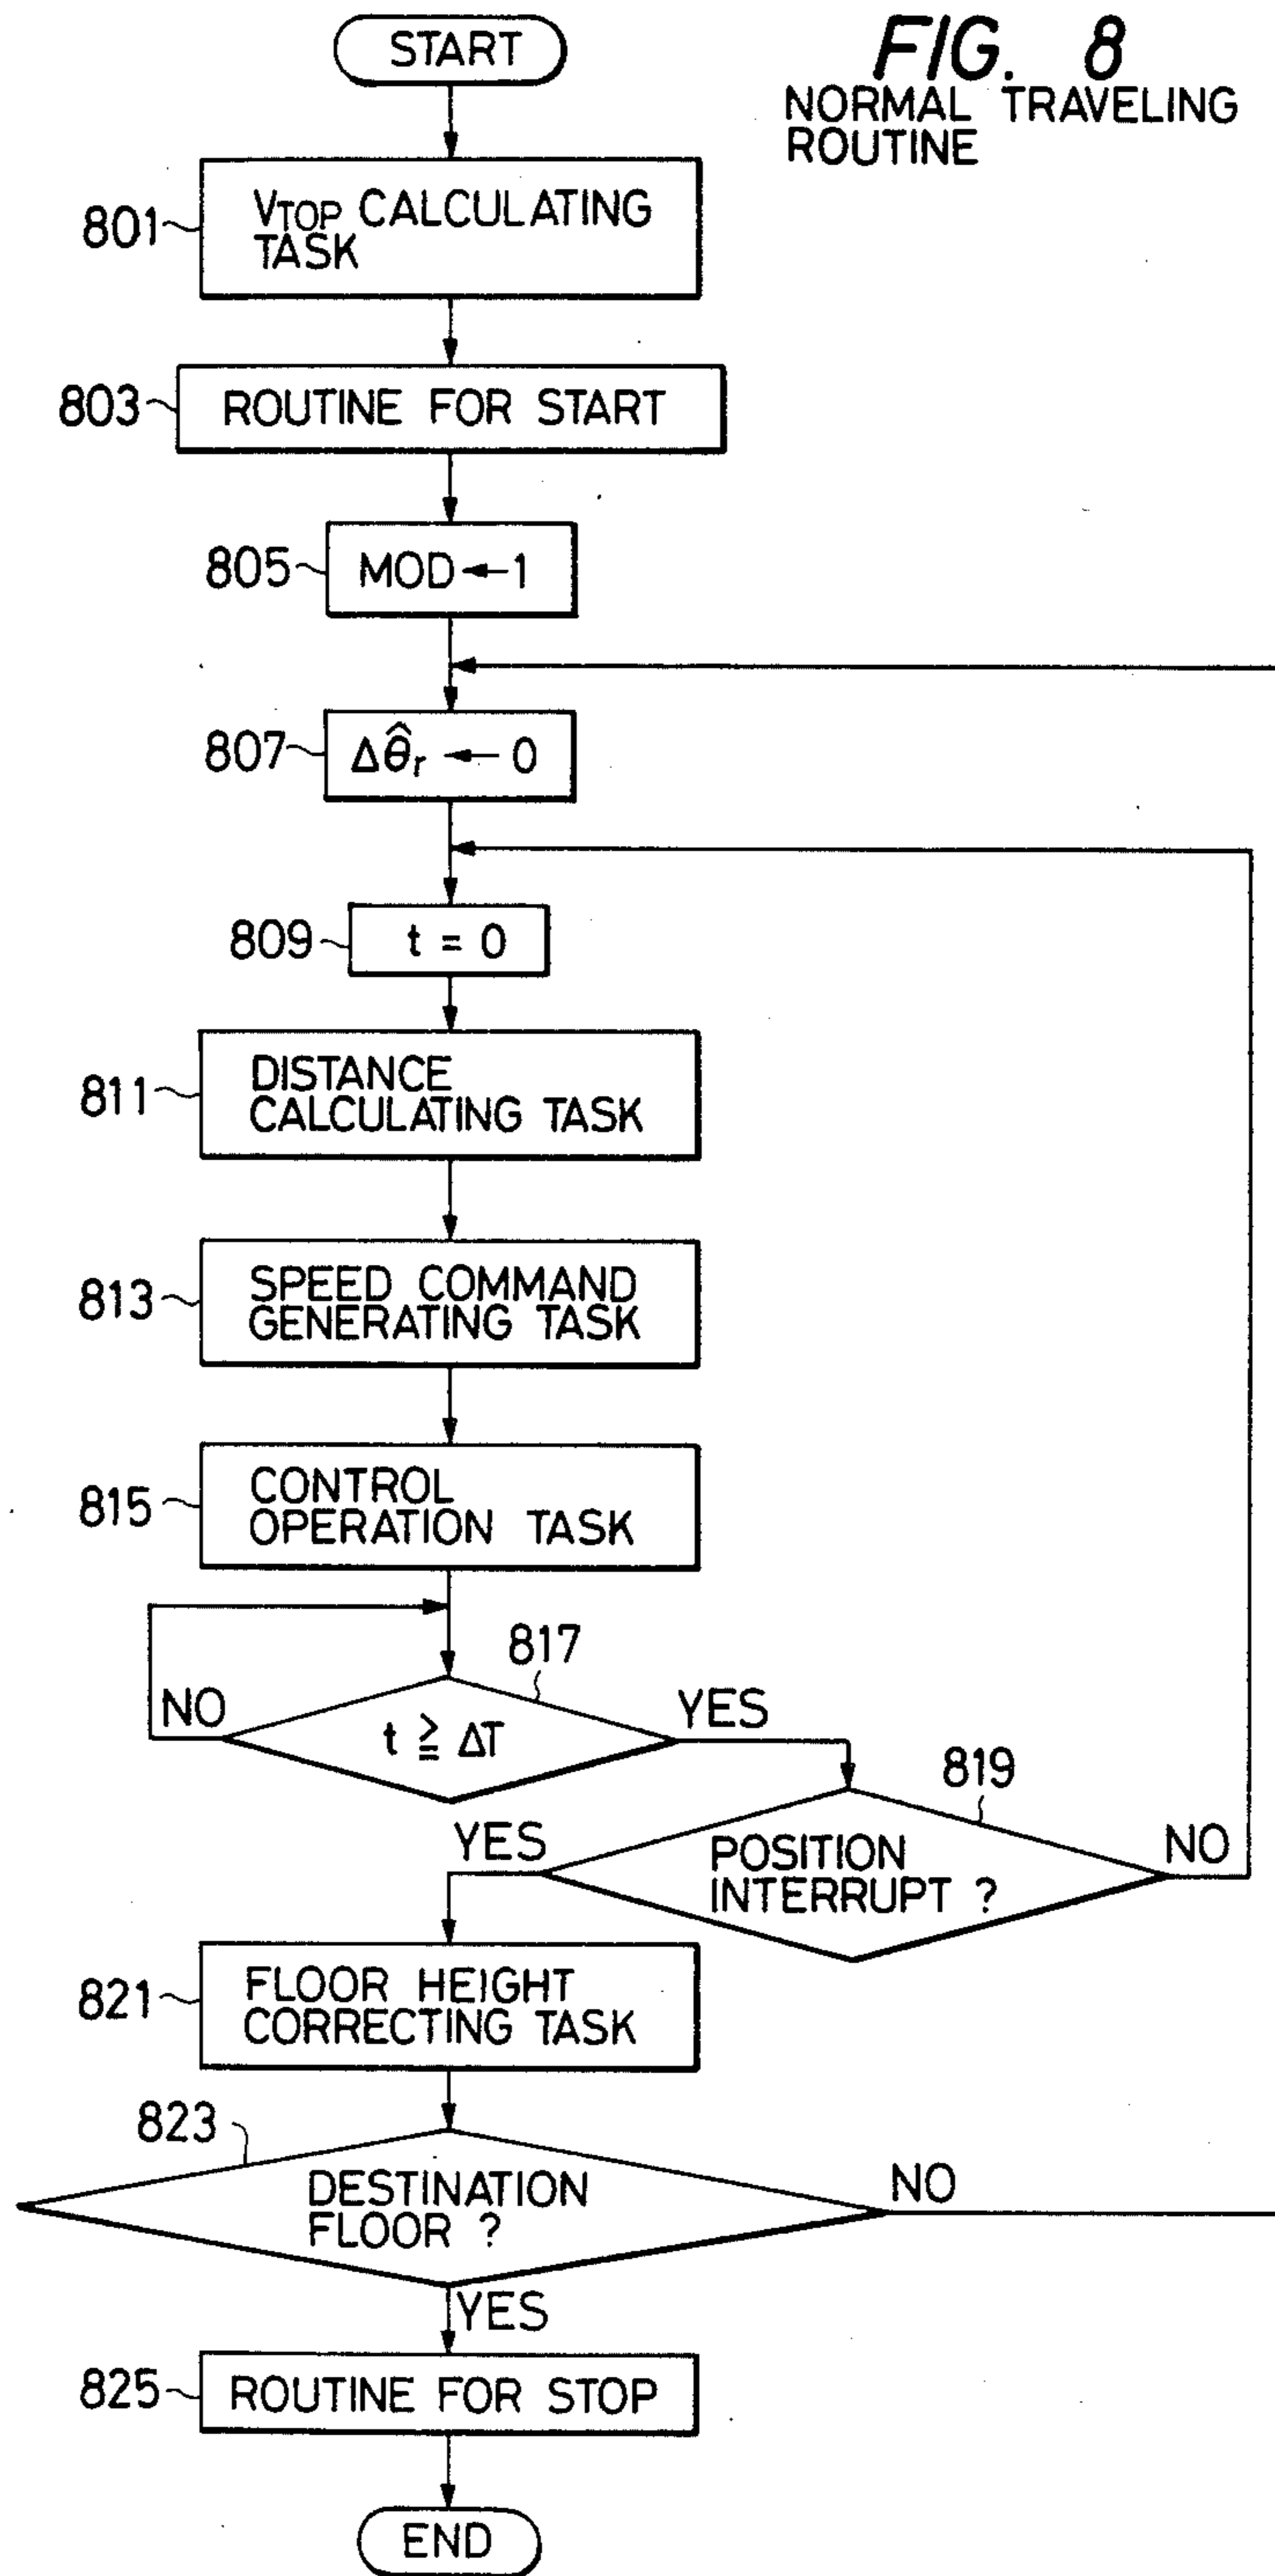 START
FIG. 8
NORMAL TRAVELING
ROUTINE
801
VTOP CALCULATING
TASK
803
ROUTINE FOR START
805
MOD ← 1
807
Δθ̂r ← 0
809
t = 0
811
DISTANCE
CALCULATING TASK
813
SPEED COMMAND
GENERATING TASK
815
CONTROL
OPERATION TASK
817
NO
t ≧ ΔT
YES
819
YES
POSITION
INTERRUPT ?
NO
821
FLOOR HEIGHT
CORRECTING TASK
823
DESTINATION
FLOOR ?
NO
YES
825
ROUTINE FOR STOP
END